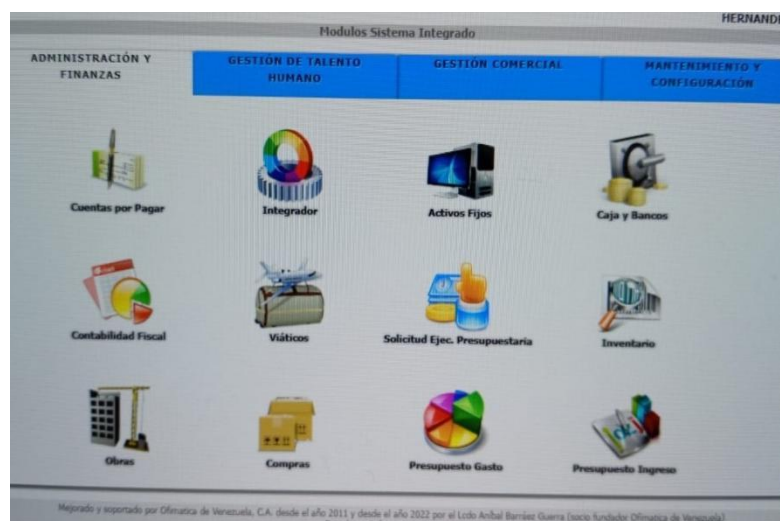 HERNAND
Modulos Sistema Integrado
ADMINISTRACIÓN Y
FINANZAS
GESTIÓN DE TALENTO
HUMANO
GESTIÓN COMERCIAL
MANTENIMIENTO Y
CONFIGURACIÓN
Cuentas por Pagar
Integrador
Activos Fijos
Caja y Bancos
Contabilidad Fiscal
Viáticos
Solicitud Ejec. Presupuestaria
Inventario
Obras
Compras
Presupuesto Gasto
Presupuesto Ingreso
Mejorado y soportado por Ofimatica de Venezuela, C.A. desde el año 2011 y desde el año 2022 por el Lcdo Anibal Barráez Guerra (socio fundador Ofimatica de Venezuela)